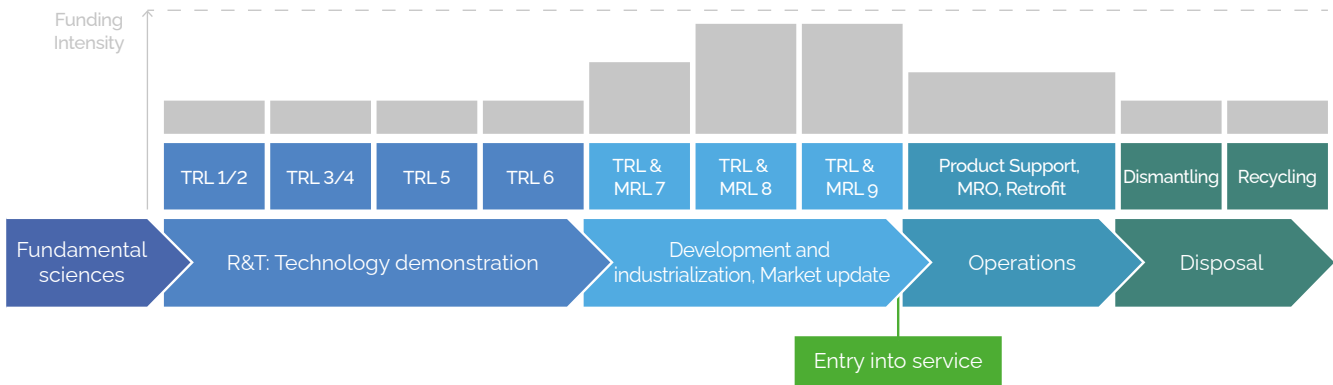 Funding
Intensity
TRL 1/2
TRL 3/4
TRL 5
TRL 6
TRL &
MRL 7
TRL &
MRL 8
TRL &
MRL 9
Product Support,
MRO, Retrofit
Dismantling
Recycling
Fundamental
sciences
R&T: Technology demonstration
Development and
industrialization, Market update
Operations
Disposal
Entry into service